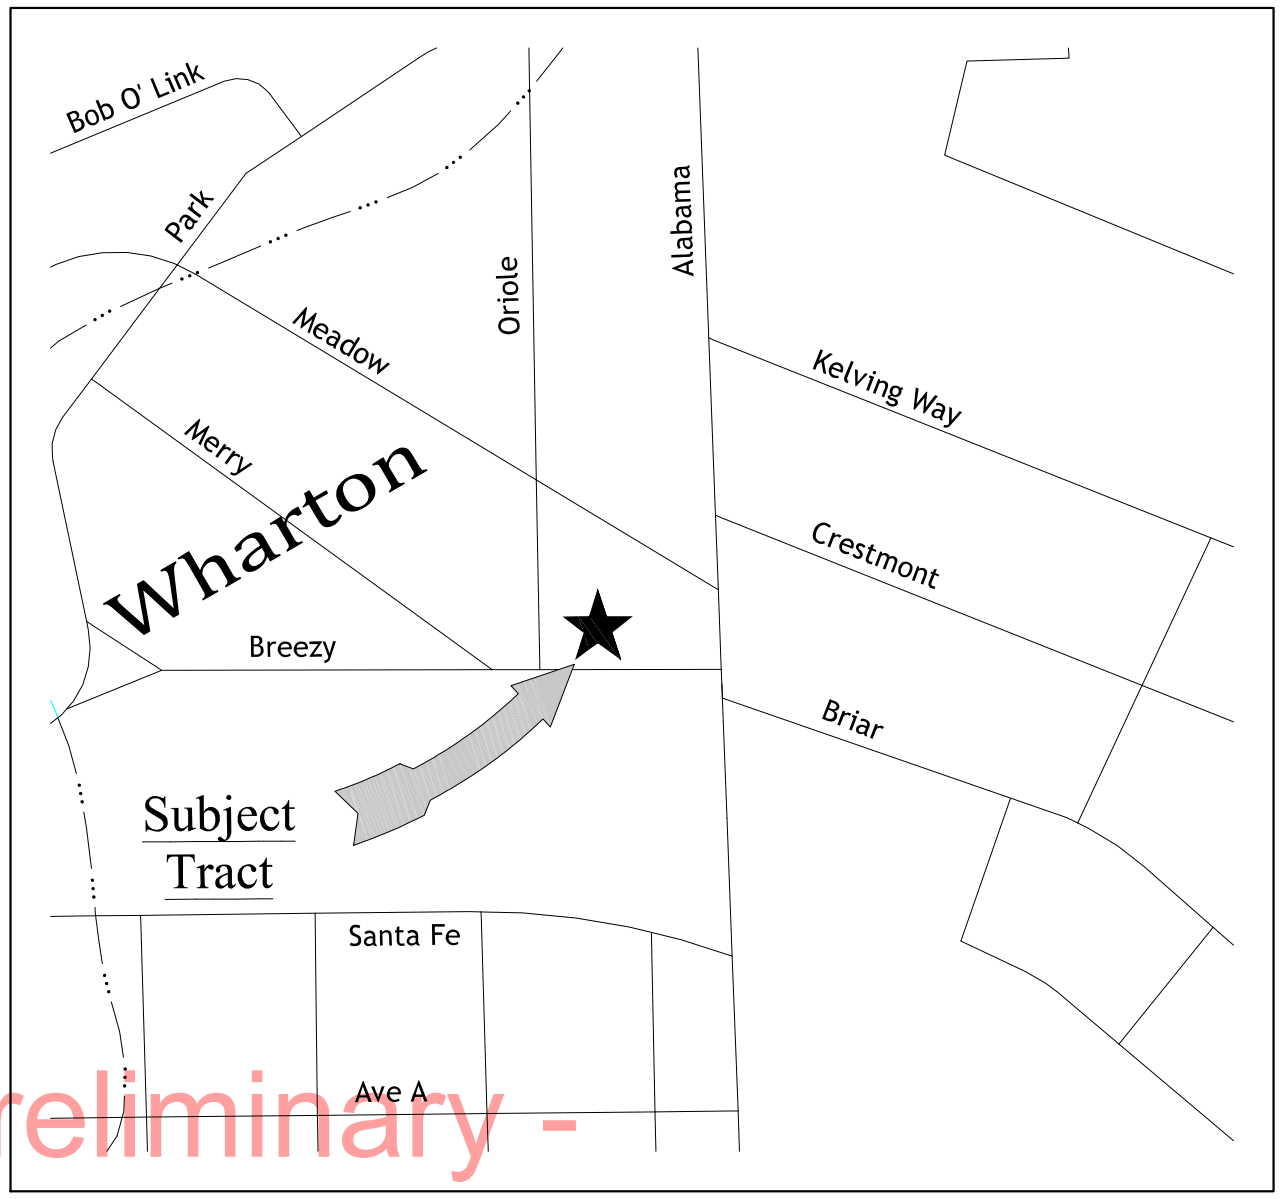 Bob O' Link
Park
Alabama
Oriole
Meadow
Kelving Way
Merry
Wharton
Crestmont
Breezy
Briar
Subject
Tract
Santa Fe
Ave A
reliminary -